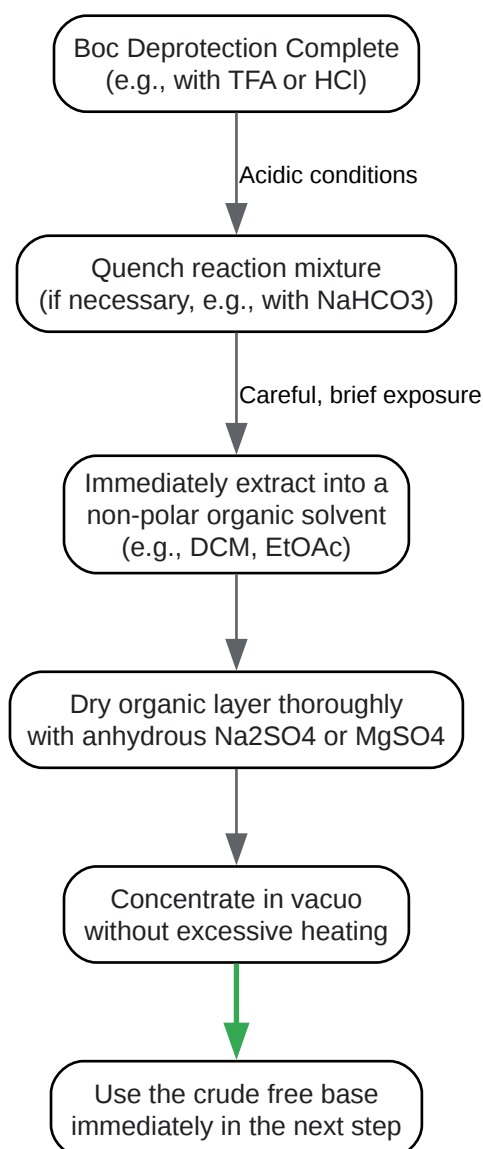 Boc Deprotection Complete
(e.g., with TFA or HCl)
Acidic conditions
Quench reaction mixture
(if necessary, e.g., with NaHCO3)
Careful, brief exposure
Immediately extract into a
non-polar organic solvent
(e.g., DCM, EtOAc)
Dry organic layer thoroughly
with anhydrous Na2SO4 or MgSO4
Concentrate in vacuo
without excessive heating
Use the crude free base
immediately in the next step